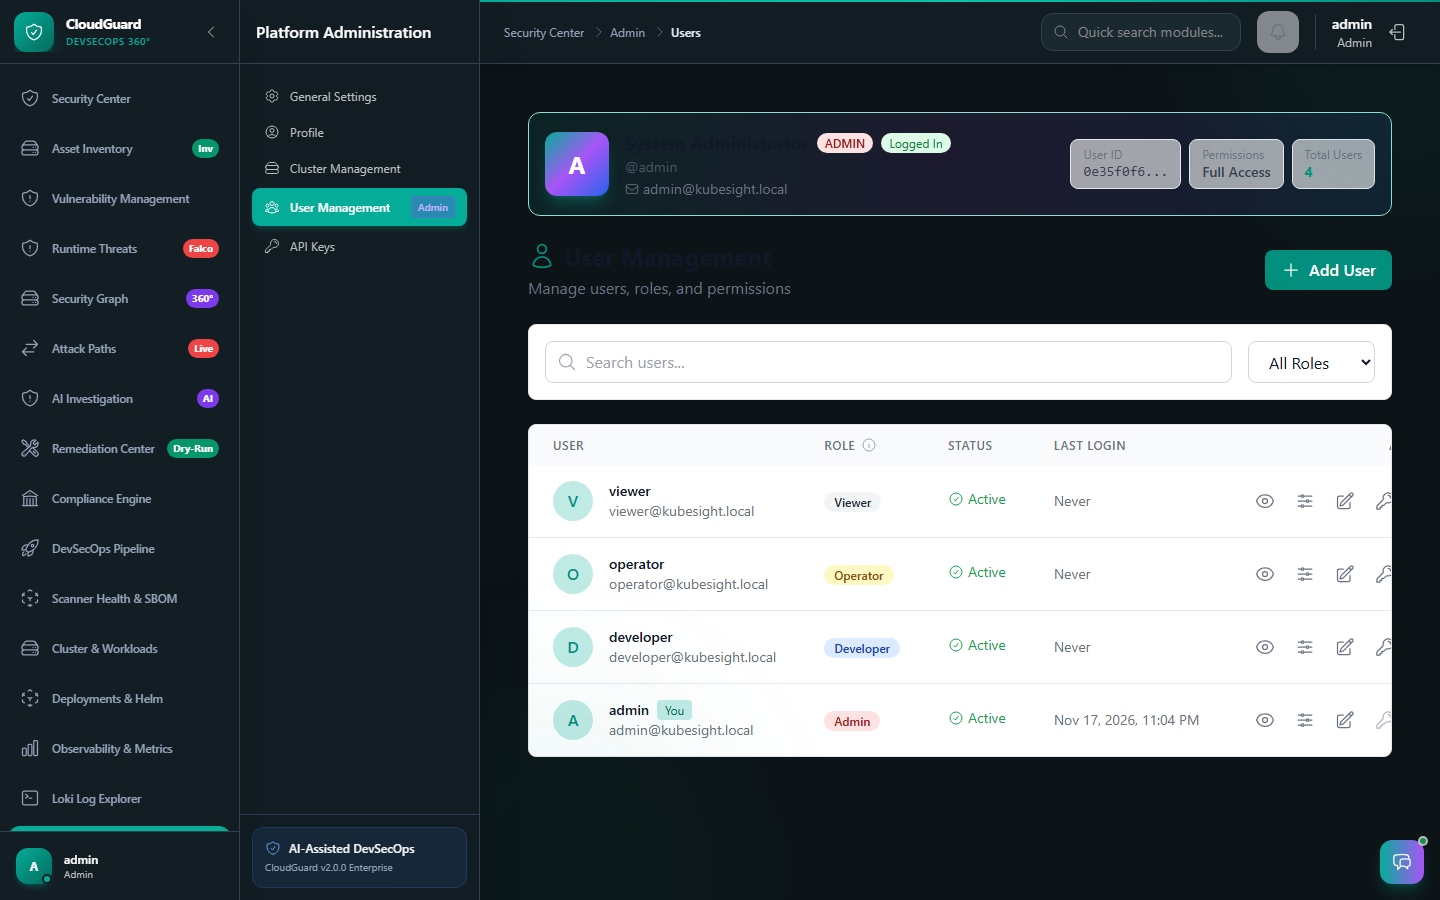 CloudGuard
DEVSECOPS 360°
Security Center
Asset Inventory Inv
Vulnerability Management
Runtime Threats Falco
Security Graph 360°
Attack Paths Live
AI Investigation AI
Remediation Center Dry-Run
Compliance Engine
DevSecOps Pipeline
Scanner Health & SBOM
Cluster & Workloads
Deployments & Helm
Observability & Metrics
Loki Log Explorer
A admin
Admin
Platform Administration
General Settings
Profile
Cluster Management
User Management Admin
API Keys
AI-Assisted DevSecOps
CloudGuard v2.0.0 Enterprise
Security Center Admin Users
Quick search modules...
admin
Admin
A
System Administrator ADMIN Logged In
@admin
admin@kubesight.local
User ID
0e35f0f6...
Permissions
Full Access
Total Users
4
User Management
Manage users, roles, and permissions
Add User
Search users...
All Roles
USER ROLE STATUS LAST LOGIN
V viewer
viewer@kubesight.local
Viewer Active Never
O operator
operator@kubesight.local
Operator Active Never
D developer
developer@kubesight.local
Developer Active Never
A admin You
admin@kubesight.local
Admin Active Nov 17, 2026, 11:04 PM